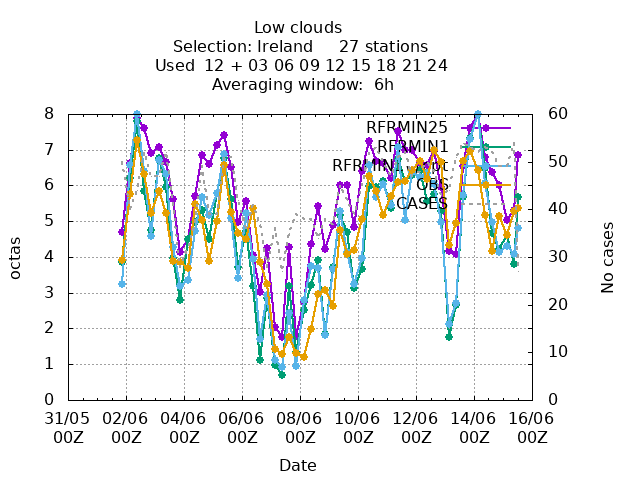 Low clouds
Selection: Ireland 27 stations
Used 12 + 03 06 09 12 15 18 21 24
Averaging window: 6h
8
7
6
5
4
3
2
1
0
octas
60
50
40
30
20
10
0
No cases
RFRMIN25
RFRMIN1
OBS
CASES
31/05 02/06 04/06 06/06 08/06 10/06 12/06 14/06 16/06
00Z 00Z 00Z 00Z 00Z 00Z 00Z 00Z 00Z
Date